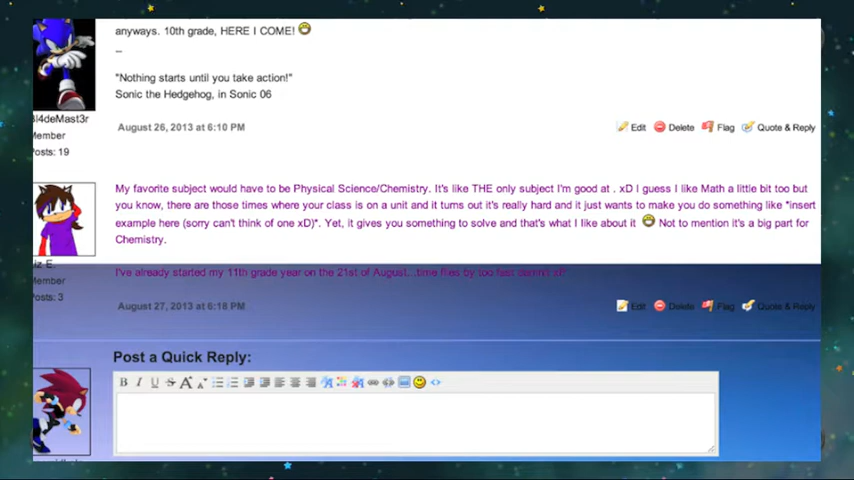 anyways. 10th grade, HERE I COME!
--
"Nothing starts until you take action!"
Sonic the Hedgehog, in Sonic 06
Bl4deMast3r
Member
Posts: 19
August 26, 2013 at 6:10 PM
Edit Delete Flag Quote & Reply
My favorite subject would have to be Physical Science/Chemistry. It's like THE only subject I'm good at . xD I guess I like Math a little bit too but
you know, there are those times where your class is on a unit and it turns out it's really hard and it just wants to make you do something like *insert
example here (sorry can't think of one xD)*. Yet, it gives you something to solve and that's what I like about it Not to mention it's a big part for
Chemistry.
I've already started my 11th grade year on the 21st of August...time flies by too fast
iz E.
Member
Posts: 3
August 27, 2013 at 6:18 PM
Edit Delete Flag Quote & Reply
Post a Quick Reply:
B I U S A A